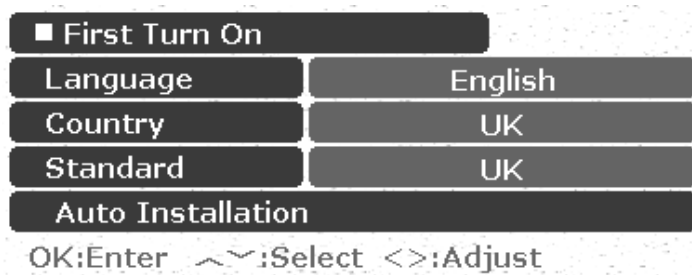 First Turn On
Language English
Country UK
Standard UK
Auto Installation
OK:Enter ︿﹀:Select <>:Adjust